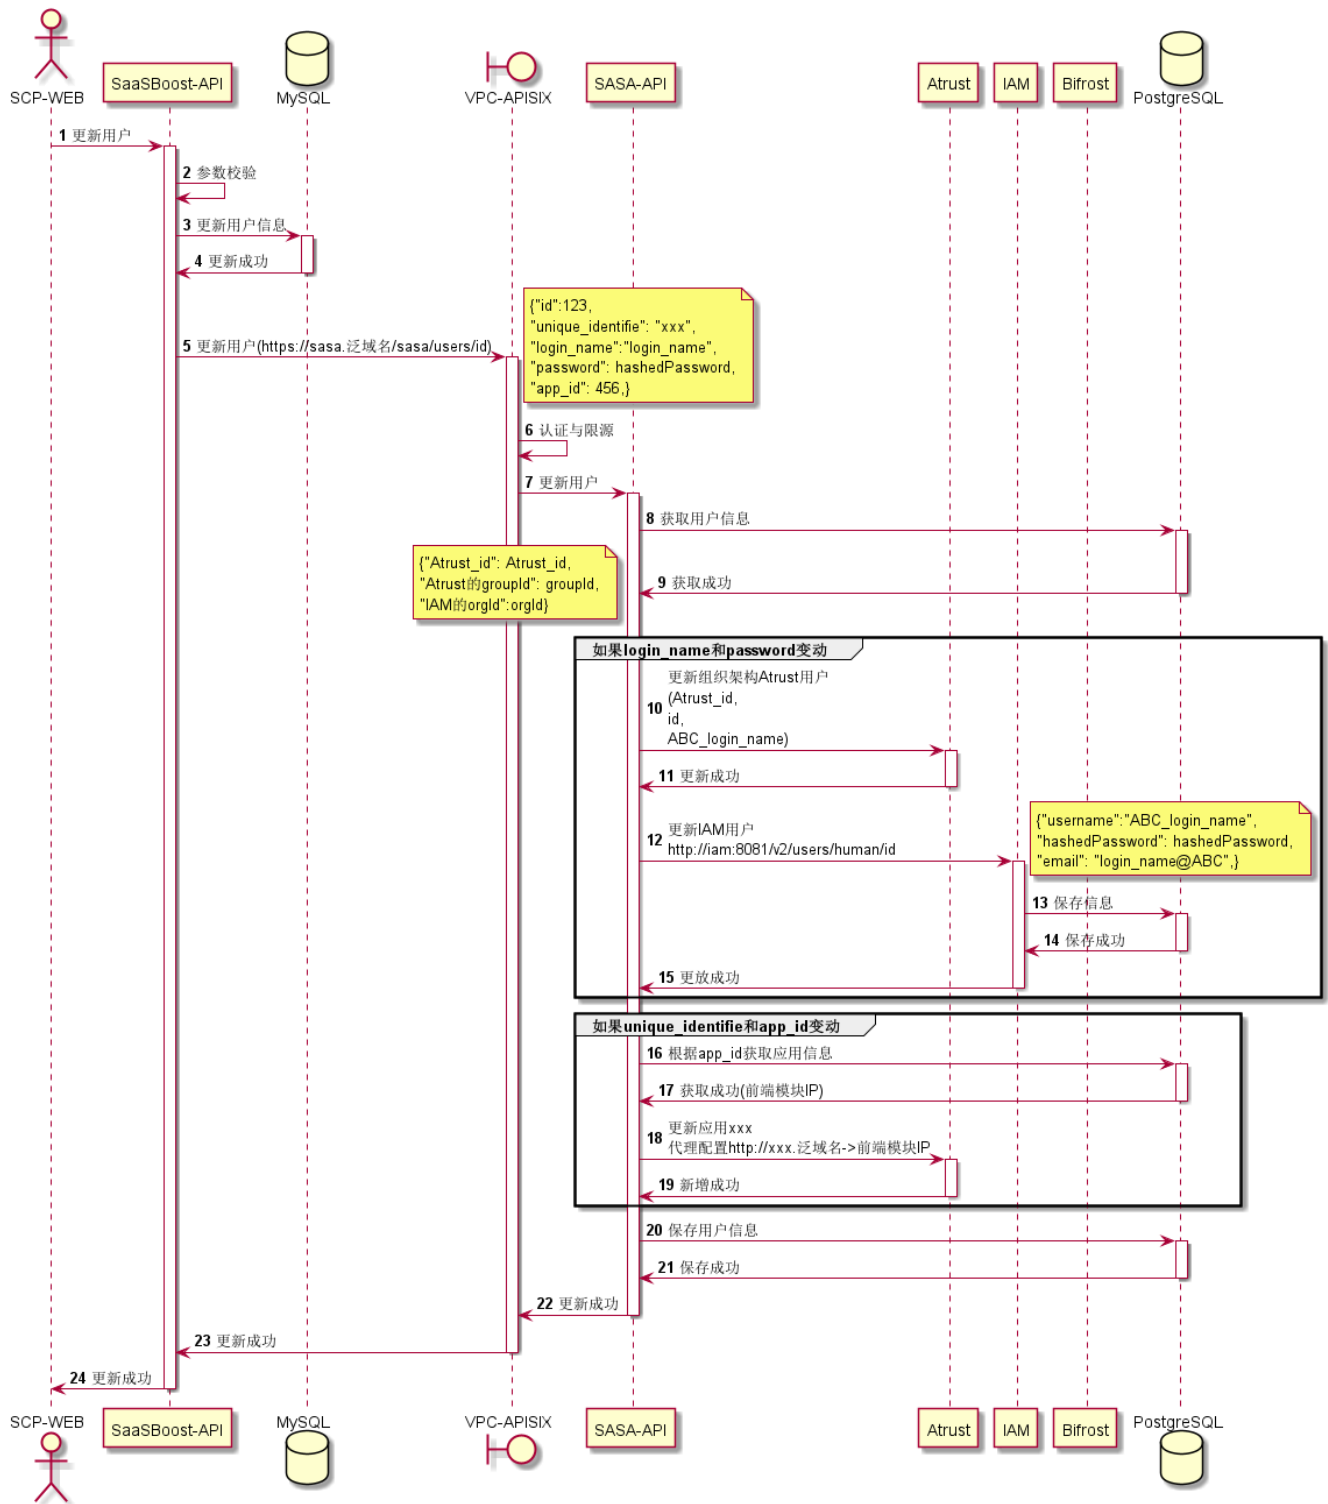 SCP-WEB
SaaSBoost-API
MySQL
VPC-APISIX
SASA-API
Atrust
IAM
Bifrost
PostgreSQL
1 更新用户
2 参数校验
3 更新用户信息
4 更新成功
{"id":123,
"unique_identifie": "xxx",
"login_name":"login_name",
"password": hashedPassword,
"app_id": 456,}
5 更新用户(https://sasa.泛域名/sasa/users/id)
6 认证与限源
7 更新用户
8 获取用户信息
{"Atrust_id": Atrust_id,
"Atrust的groupId": groupId,
"IAM的orgId":orgId}
9 获取成功
如果login_name和password变动
10 更新组织架构Atrust用户
(Atrust_id,
id,
ABC_login_name)
11 更新成功
12 更新IAM用户
http://iam:8081/v2/users/human/id
{"username":"ABC_login_name",
"hashedPassword": hashedPassword,
"email": "login_name@ABC",}
13 保存信息
14 保存成功
15 更放成功
如果unique_identifie和app_id变动
16 根据app_id获取应用信息
17 获取成功(前端模块IP)
18 更新应用xxx
代理配置http://xxx.泛域名->前端模块IP
19 新增成功
20 保存用户信息
21 保存成功
22 更新成功
23 更新成功
24 更新成功
SCP-WEB
SaaSBoost-API
MySQL
VPC-APISIX
SASA-API
Atrust
IAM
Bifrost
PostgreSQL